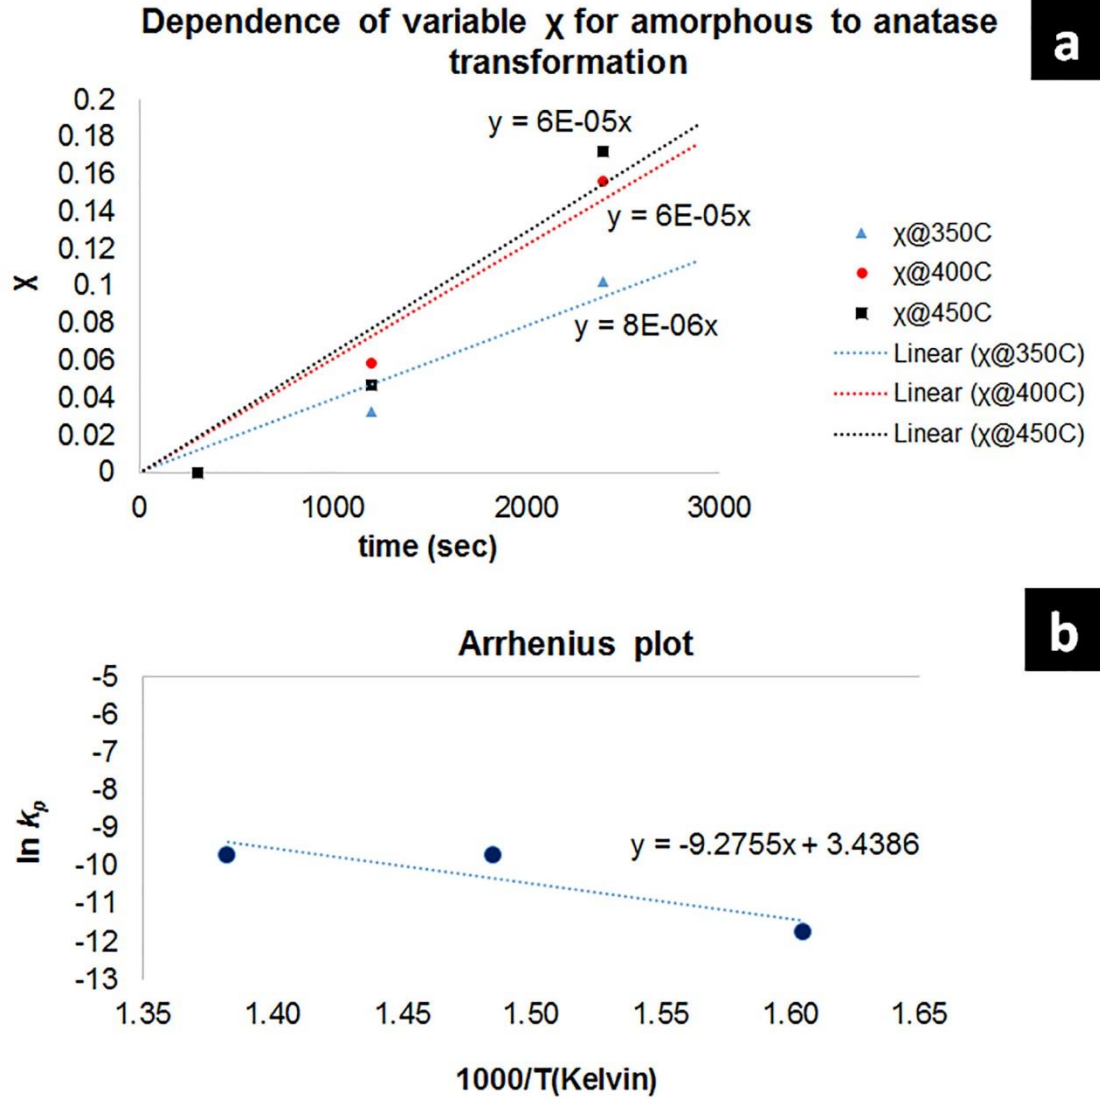 Dependence of variable χ for amorphous to anatase
transformation
a
0.2
0.18
0.16
0.14
0.12
0.1
0.08
0.06
0.04
0.02
0
χ
y = 6E-05x
y = 6E-05x
y = 8E-06x
χ@350C
χ@400C
χ@450C
Linear (χ@350C)
Linear (χ@400C)
Linear (χ@450C)
0 1000 2000 3000
time (sec)
b
Arrhenius plot
-5
-6
-7
-8
-9
-10
-11
-12
-13
ln kp
y = -9.2755x + 3.4386
1.35 1.40 1.45 1.50 1.55 1.60 1.65
1000/T(Kelvin)